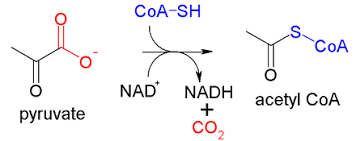 CoA-SH
O
O-
O
pyruvate
NAD+
NADH
+
CO2
S
CoA
O
acetyl CoA